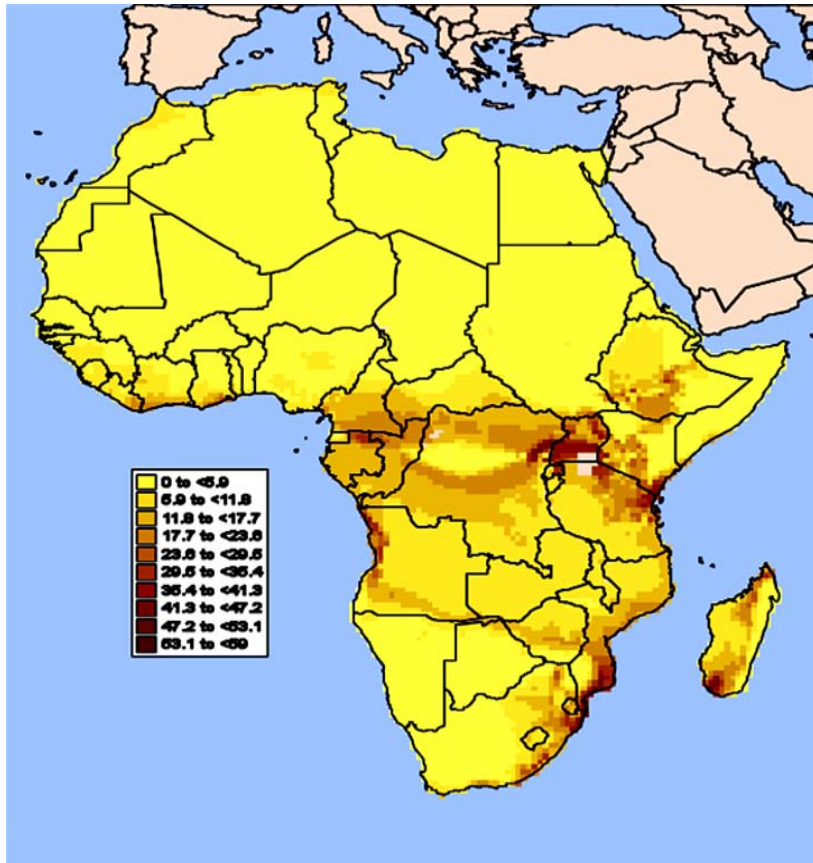 0 to <5.9
5.9 to <11.8
11.8 to <17.7
17.7 to <23.6
23.6 to <29.5
29.5 to <35.4
35.4 to <41.3
41.3 to <47.2
47.2 to <53.1
53.1 to <59